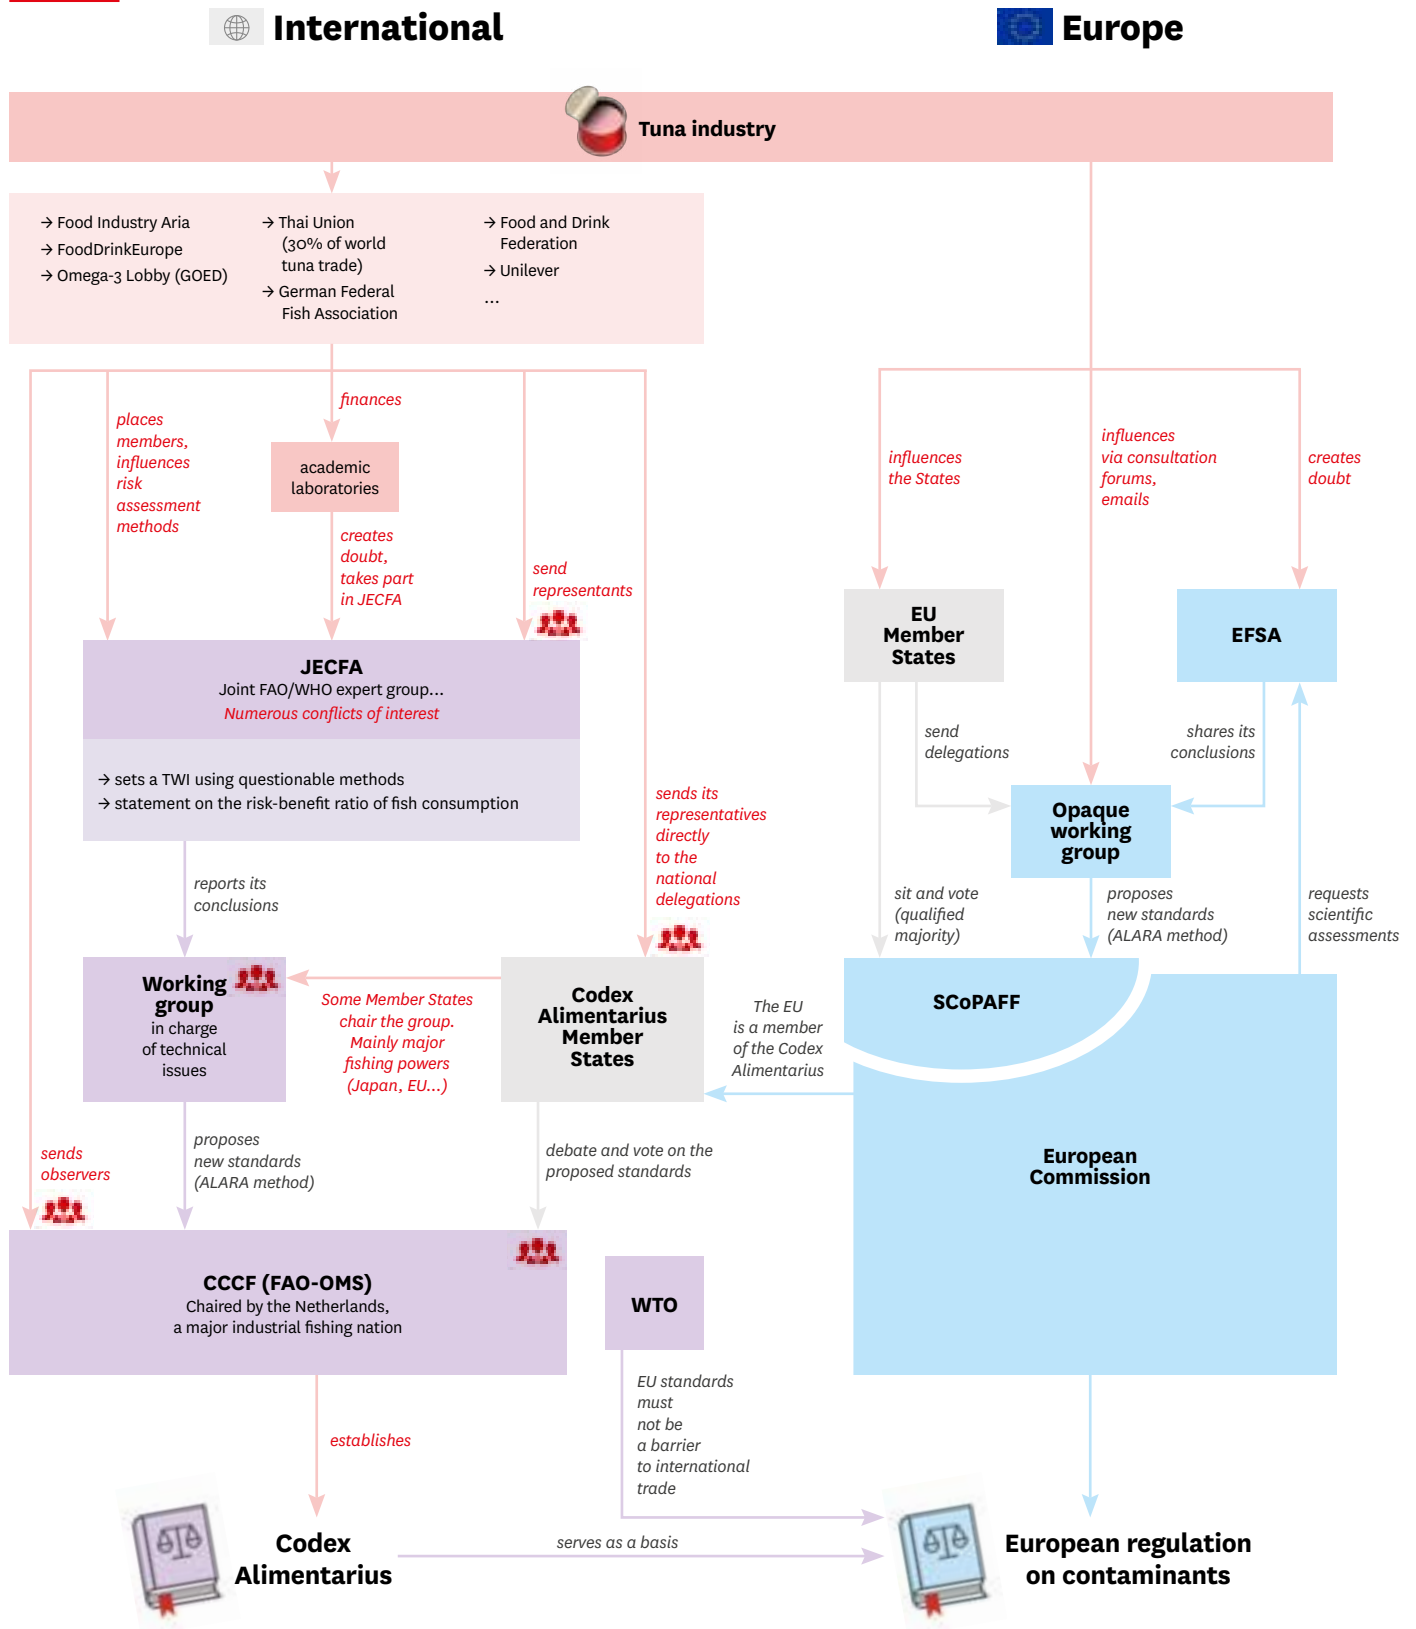 International
Europe
Tuna industry
→ Food Industry Aria
→ FoodDrinkEurope
→ Omega-3 Lobby (GOED)
→ Thai Union
(30% of world
tuna trade)
→ German Federal
Fish Association
→ Food and Drink
Federation
→ Unilever
...
places
members,
influences
risk
assessment
methods
finances
academic
laboratories
creates
doubt,
takes part
in JECFA
send
representants
influences
the States
influences
via consultation
forums,
emails
creates
doubt
JECFA
Joint FAO/WHO expert group...
Numerous conflicts of interest
→ sets a TWI using questionable methods
→ statement on the risk-benefit ratio of fish consumption
EU
Member
States
EFSA
send
delegations
shares its
conclusions
sends its
representatives
directly
to the
national
delegations
Opaque
working
group
reports its
conclusions
sit and vote
(qualified
majority)
proposes
new standards
(ALARA method)
requests
scientific
assessments
Working
group
in charge
of technical
issues
Some Member States
chair the group.
Mainly major
fishing powers
(Japan, EU...)
Codex
Alimentarius
Member
States
The EU
is a member
of the Codex
Alimentarius
SCoPAFF
European
Commission
sends
observers
proposes
new standards
(ALARA method)
debate and vote on the
proposed standards
CCCF (FAO-OMS)
Chaired by the Netherlands,
a major industrial fishing nation
WTO
EU standards
must
not be
a barrier
to international
trade
establishes
Codex
Alimentarius
serves as a basis
European regulation
on contaminants